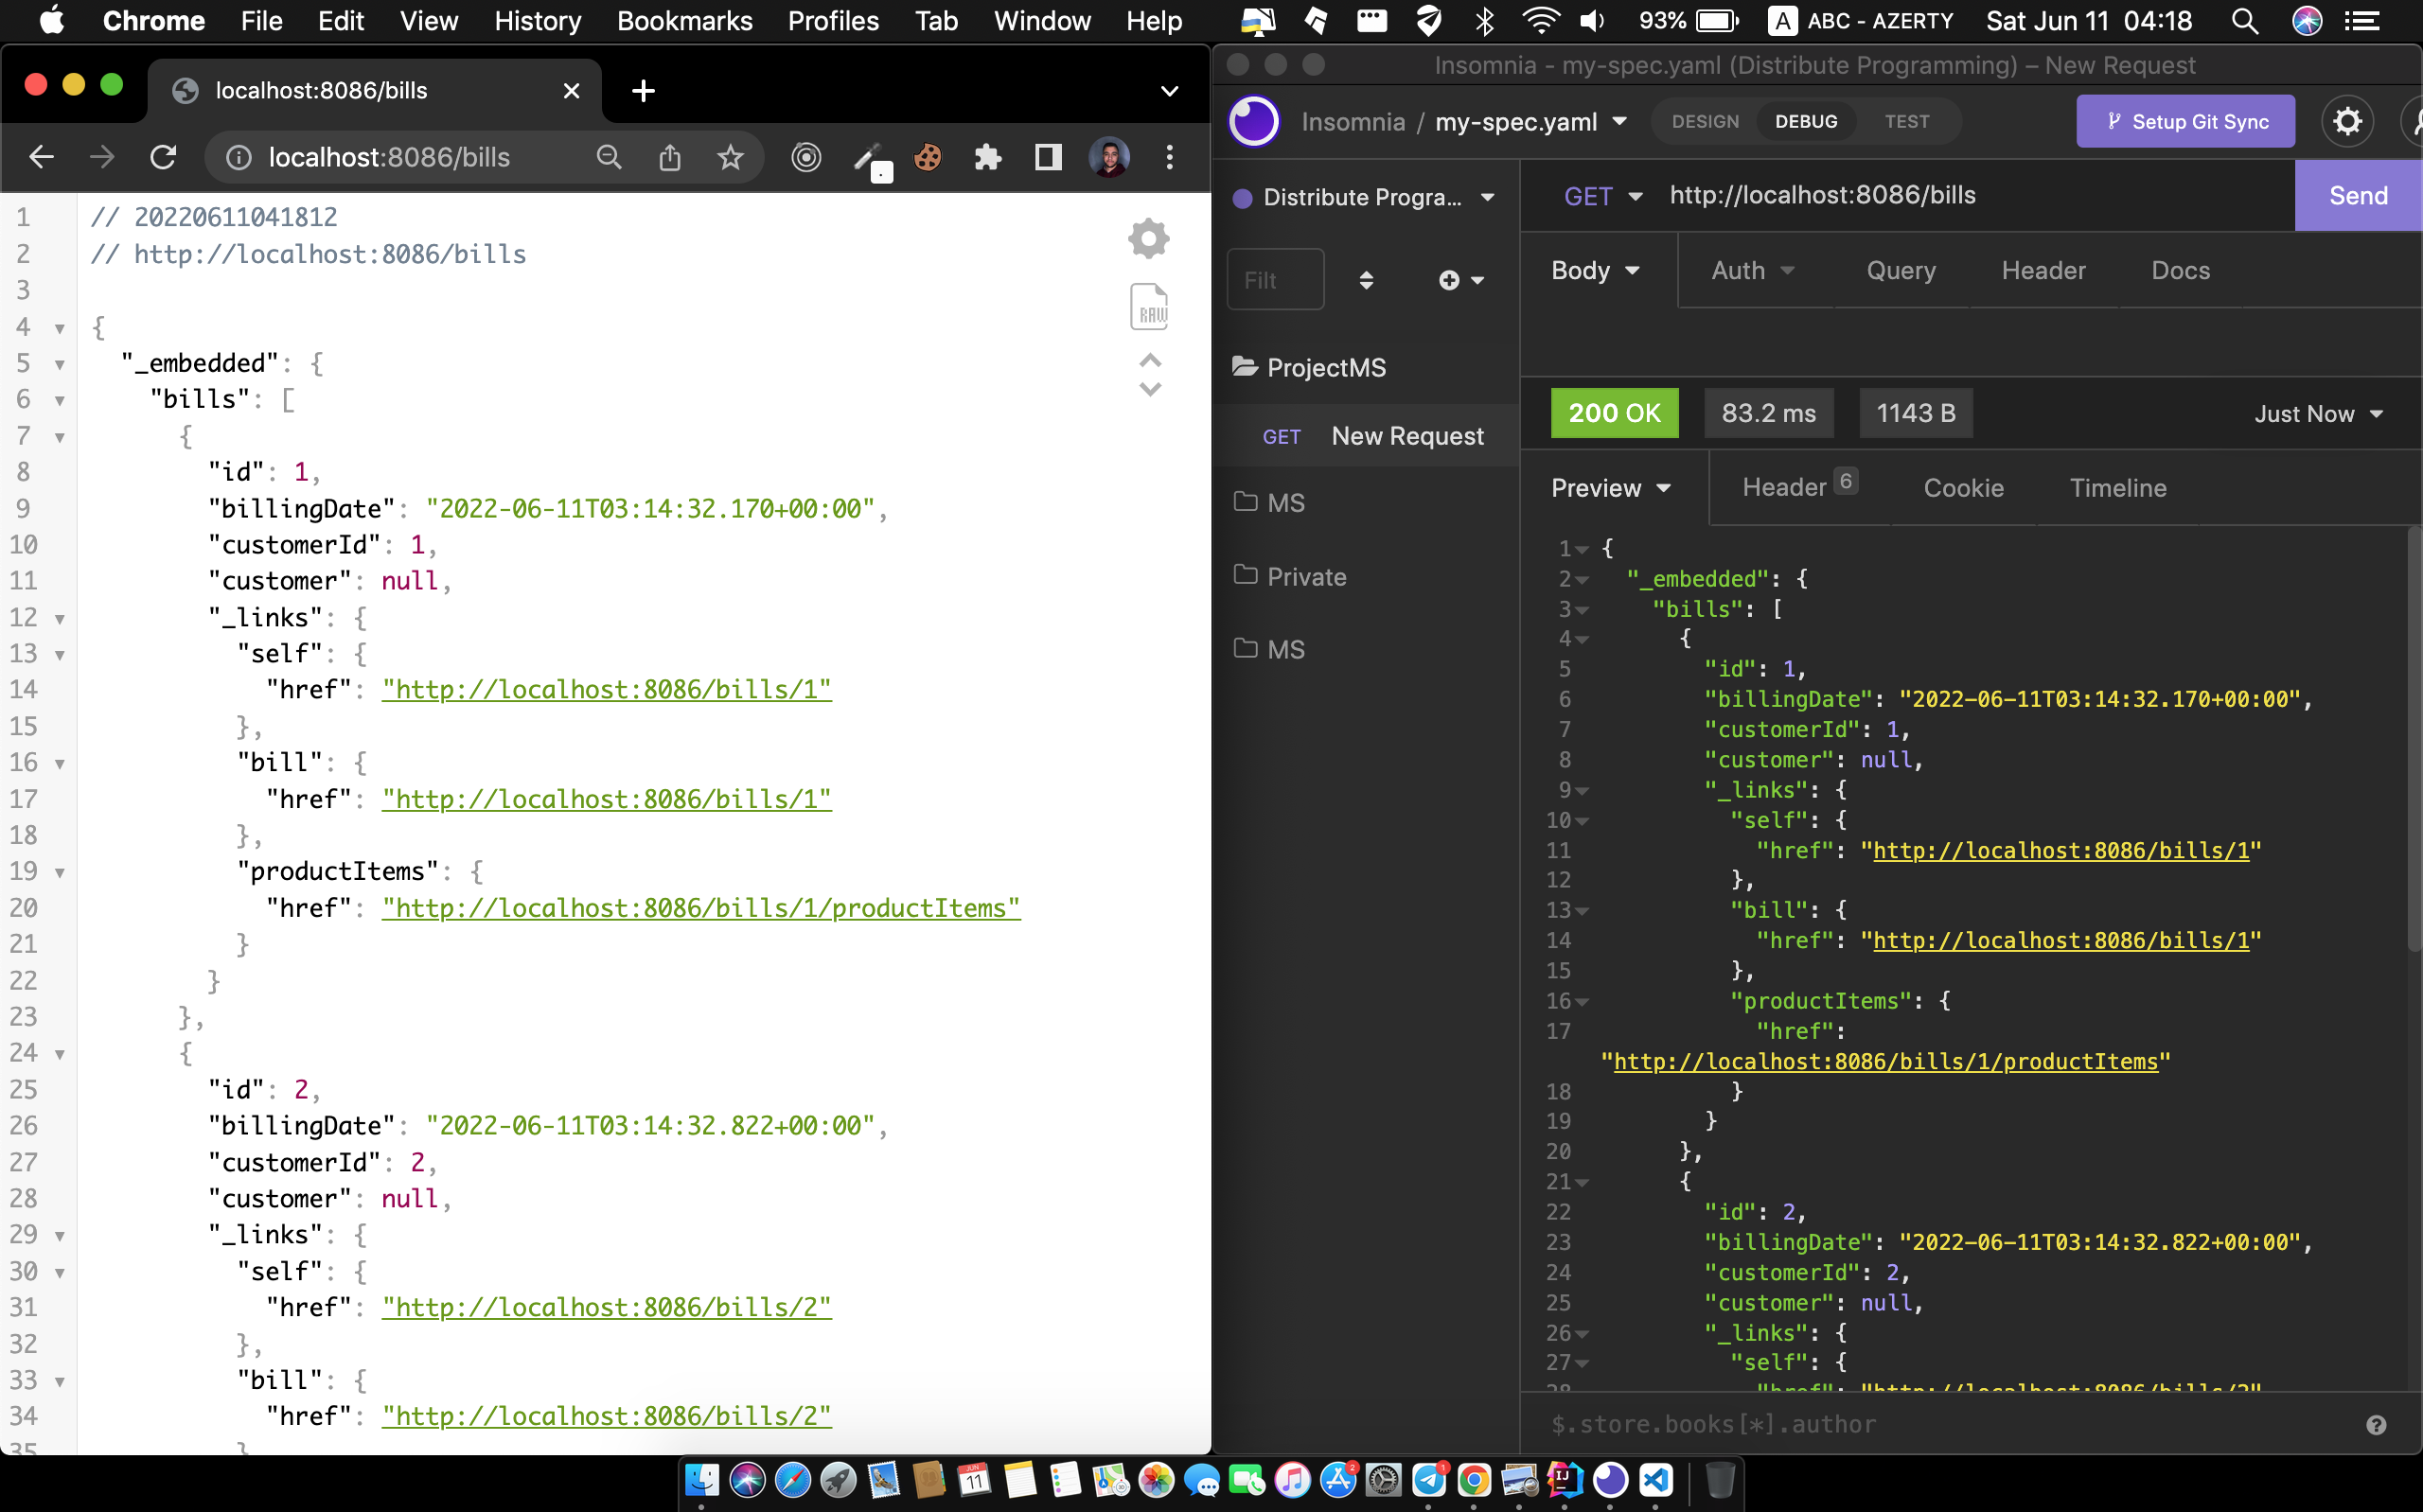 Chrome File Edit View History Bookmarks Profiles Tab Window Help 93% A ABC - AZERTY Sat Jun 11 04:18
localhost:8086/bills
localhost:8086/bills
1 // 20220611041812
2 // http://localhost:8086/bills
3
4 {
5 "_embedded": {
6 "bills": [
7 {
8 "id": 1,
9 "billingDate": "2022-06-11T03:14:32.170+00:00",
10 "customerId": 1,
11 "customer": null,
12 "_links": {
13 "self": {
14 "href": "http://localhost:8086/bills/1"
15 },
16 "bill": {
17 "href": "http://localhost:8086/bills/1"
18 },
19 "productItems": {
20 "href": "http://localhost:8086/bills/1/productItems"
21 }
22 }
23 },
24 {
25 "id": 2,
26 "billingDate": "2022-06-11T03:14:32.822+00:00",
27 "customerId": 2,
28 "customer": null,
29 "_links": {
30 "self": {
31 "href": "http://localhost:8086/bills/2"
32 },
33 "bill": {
34 "href": "http://localhost:8086/bills/2"
35 }
RAW
Insomnia - my-spec.yaml (Distribute Programming) – New Request
Insomnia / my-spec.yaml DESIGN DEBUG TEST Setup Git Sync
Distribute Progra...
Filt
ProjectMS
GET New Request
MS
Private
MS
GET http://localhost:8086/bills Send
Body Auth Query Header Docs
200 OK 83.2 ms 1143 B Just Now
Preview Header 6 Cookie Timeline
1 {
2 "_embedded": {
3 "bills": [
4 {
5 "id": 1,
6 "billingDate": "2022-06-11T03:14:32.170+00:00",
7 "customerId": 1,
8 "customer": null,
9 "_links": {
10 "self": {
11 "href": "http://localhost:8086/bills/1"
12 },
13 "bill": {
14 "href": "http://localhost:8086/bills/1"
15 },
16 "productItems": {
17 "href":
"http://localhost:8086/bills/1/productItems"
18 }
19 }
20 },
21 {
22 "id": 2,
23 "billingDate": "2022-06-11T03:14:32.822+00:00",
24 "customerId": 2,
25 "customer": null,
26 "_links": {
27 "self": {
28 "href": "http://localhost:8086/bills/2"
$.store.books[*].author
JUN
11
2
1
IJ